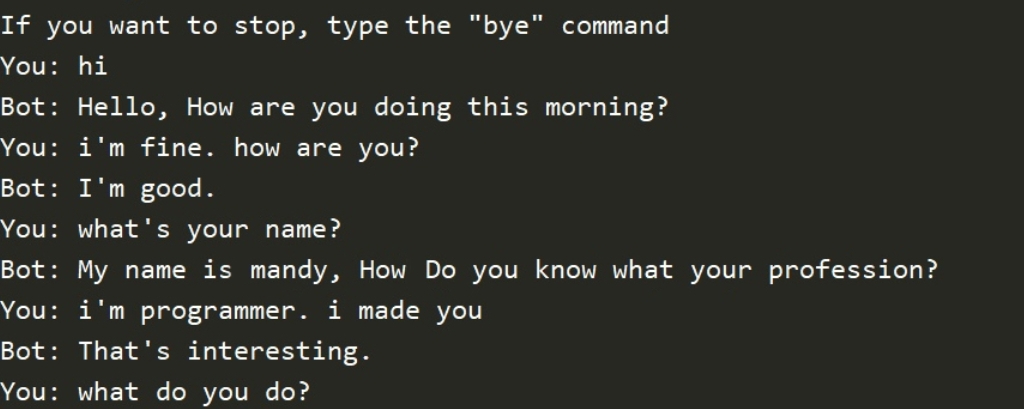 If you want to stop, type the "bye" command
You: hi
Bot: Hello, How are you doing this morning?
You: i'm fine. how are you?
Bot: I'm good.
You: what's your name?
Bot: My name is mandy, How Do you know what your profession?
You: i'm programmer. i made you
Bot: That's interesting.
You: what do you do?